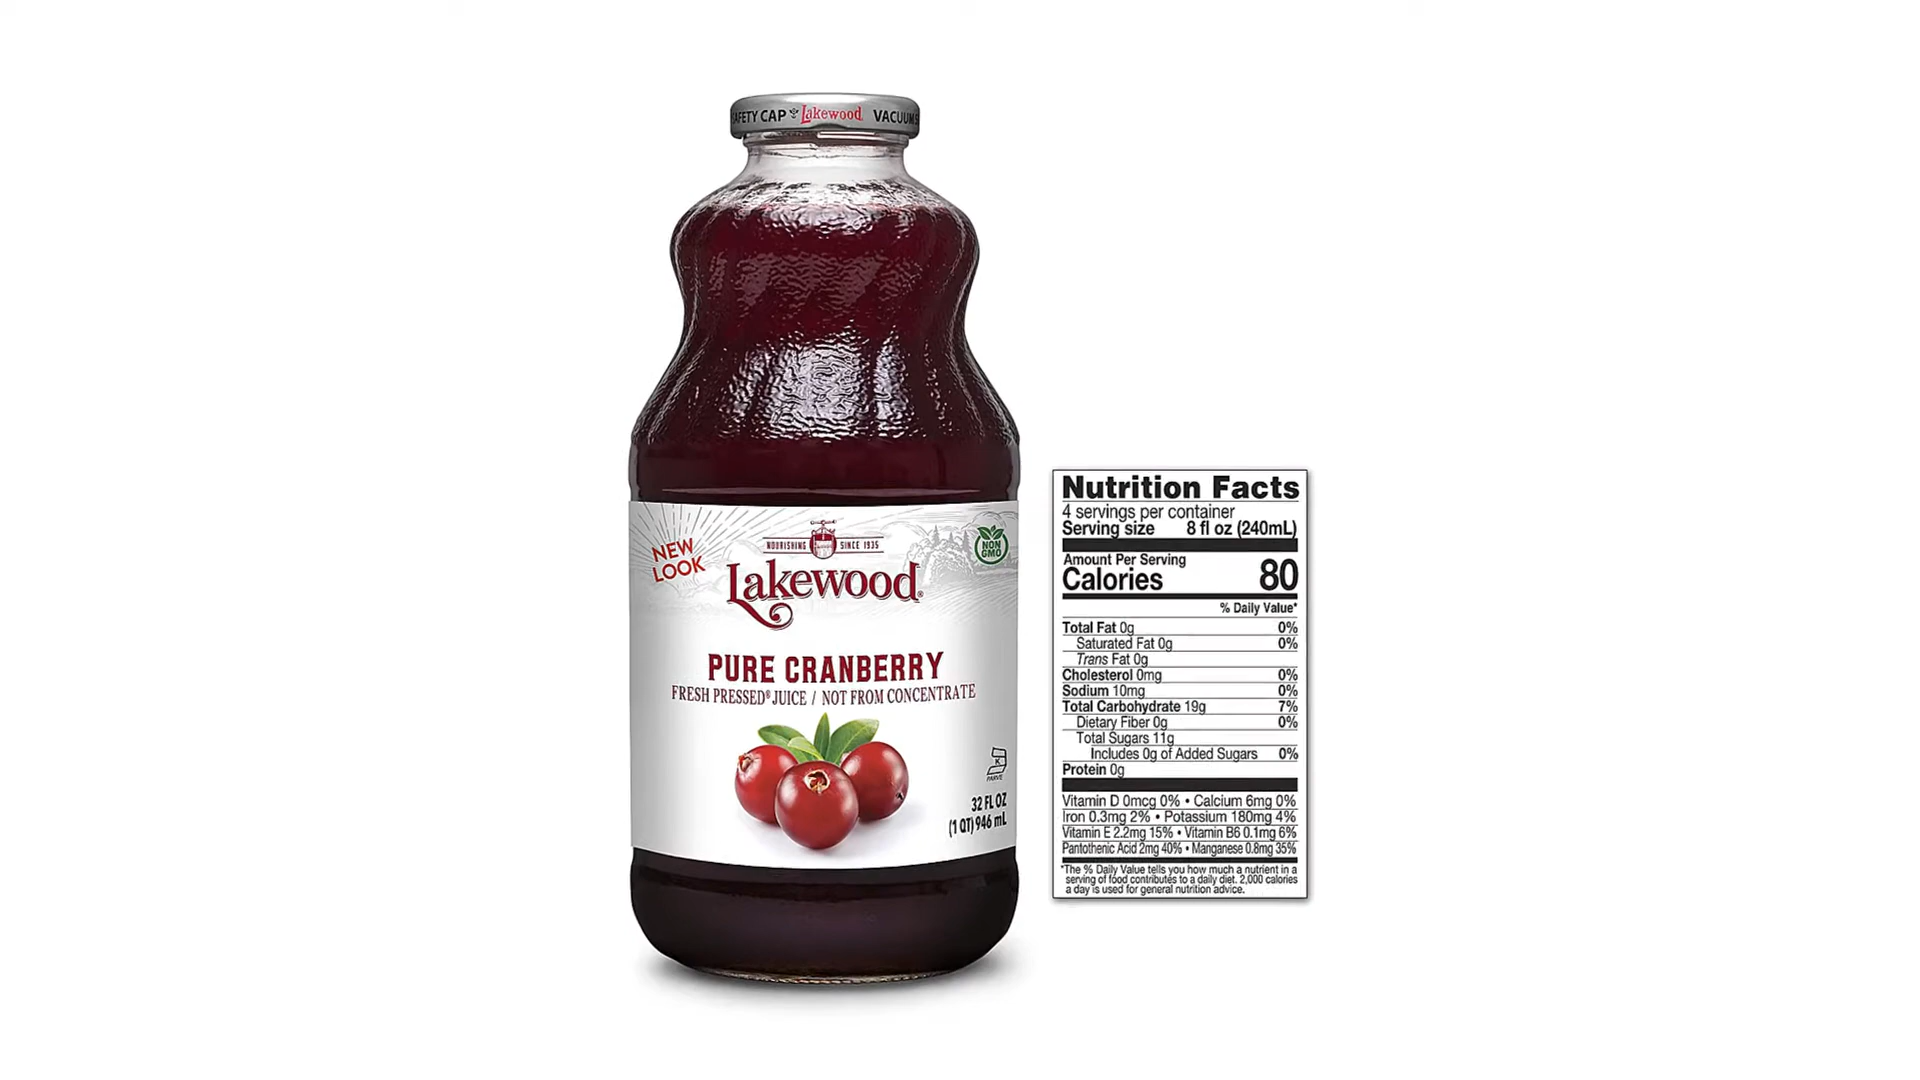 AFETY CAP Lakewood VACUUM
NEW
LOOK
NOURISHING SINCE 1935
NON
GMO
Lakewood®
PURE CRANBERRY
FRESH PRESSED® JUICE / NOT FROM CONCENTRATE
K
PARVE
32 FL OZ
(1 QT) 946 mL
Nutrition Facts
4 servings per container
Serving size 8 fl oz (240mL)
Amount Per Serving
Calories 80
% Daily Value*
Total Fat 0g 0%
Saturated Fat 0g 0%
Trans Fat 0g
Cholesterol 0mg 0%
Sodium 10mg 0%
Total Carbohydrate 19g 7%
Dietary Fiber 0g 0%
Total Sugars 11g
Includes 0g of Added Sugars 0%
Protein 0g
Vitamin D 0mcg 0% • Calcium 6mg 0%
Iron 0.3mg 2% • Potassium 180mg 4%
Vitamin E 2.2mg 15% • Vitamin B6 0.1mg 6%
Pantothenic Acid 2mg 40% • Manganese 0.8mg 35%
*The % Daily Value tells you how much a nutrient in a
serving of food contributes to a daily diet. 2,000 calories
a day is used for general nutrition advice.